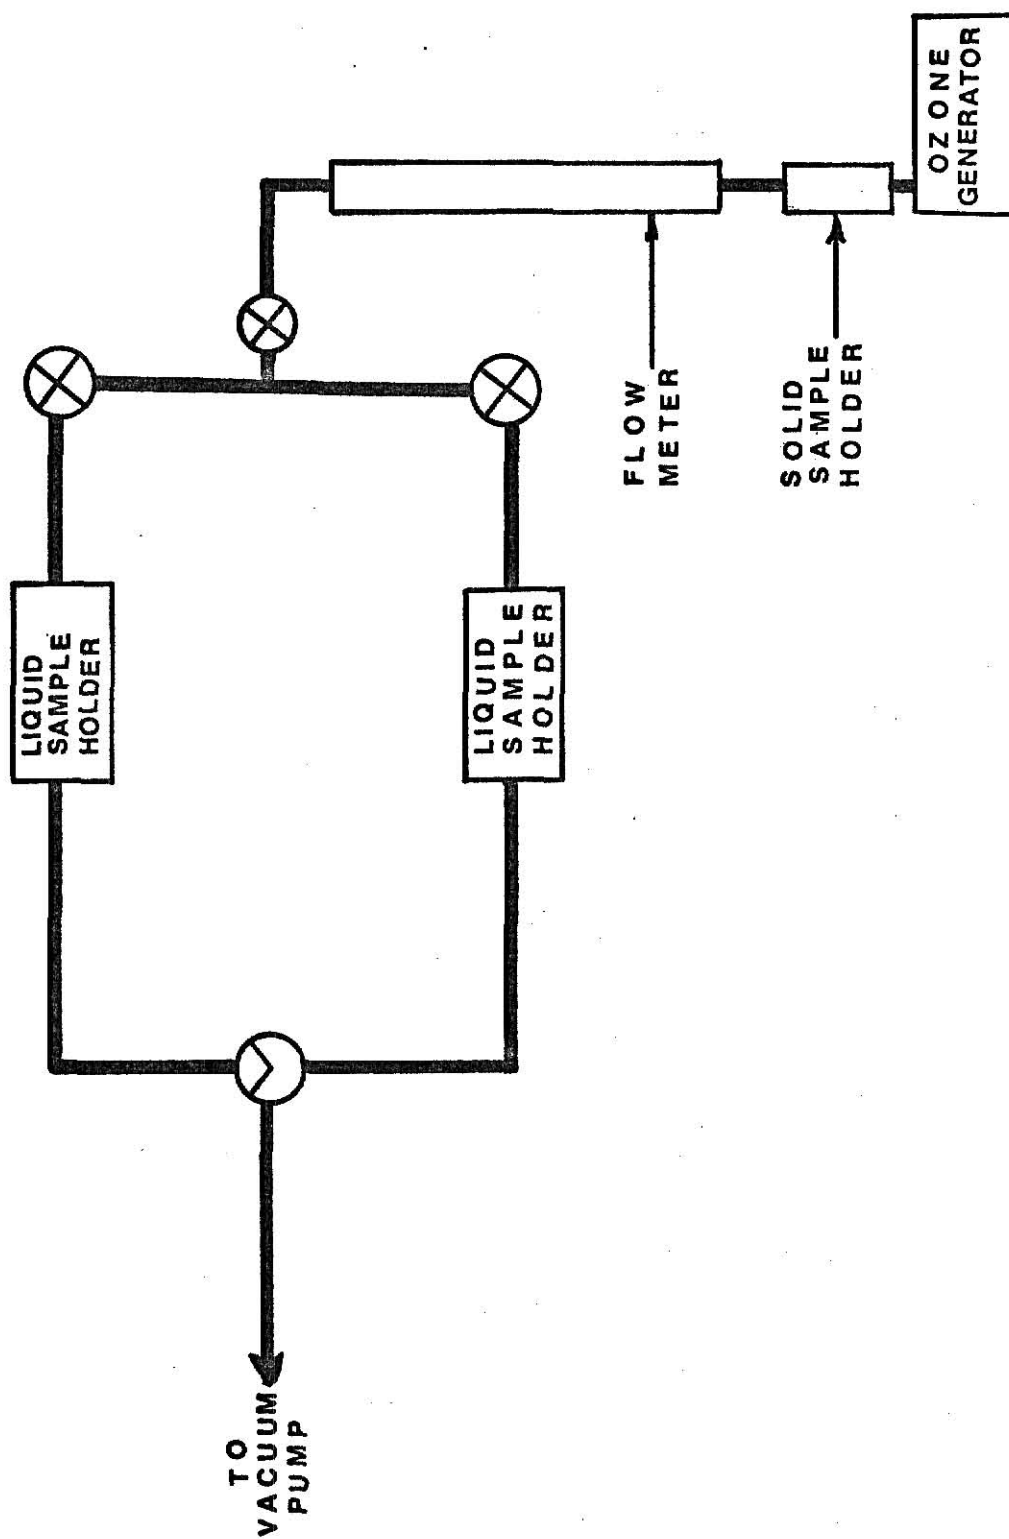 TO
VACUUM
PUMP
LIQUID
SAMPLE
HOLDER
LIQUID
SAMPLE
HOLDER
FLOW
METER
SOLID
SAMPLE
HOLDER
OZONE
GENERATOR